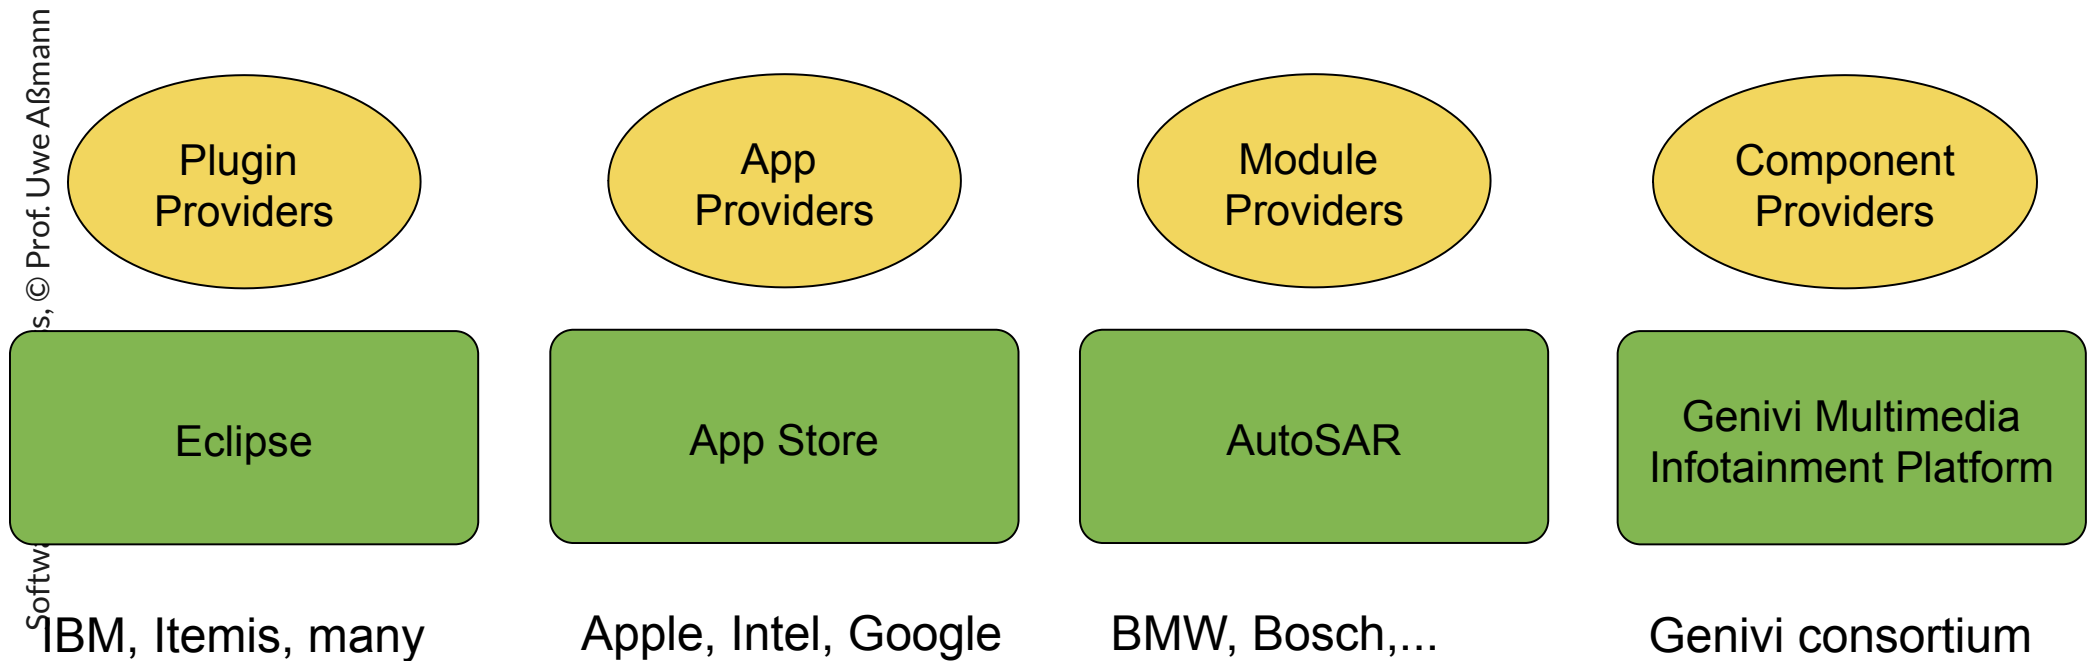 Plugin
Providers
App
Providers
Module
Providers
Component
Providers
Eclipse
App Store
AutoSAR
Genivi Multimedia
Infotainment Platform
IBM, Itemis, many
Apple, Intel, Google
BMW, Bosch,...
Genivi consortium
, © Prof. Uwe Aßmann